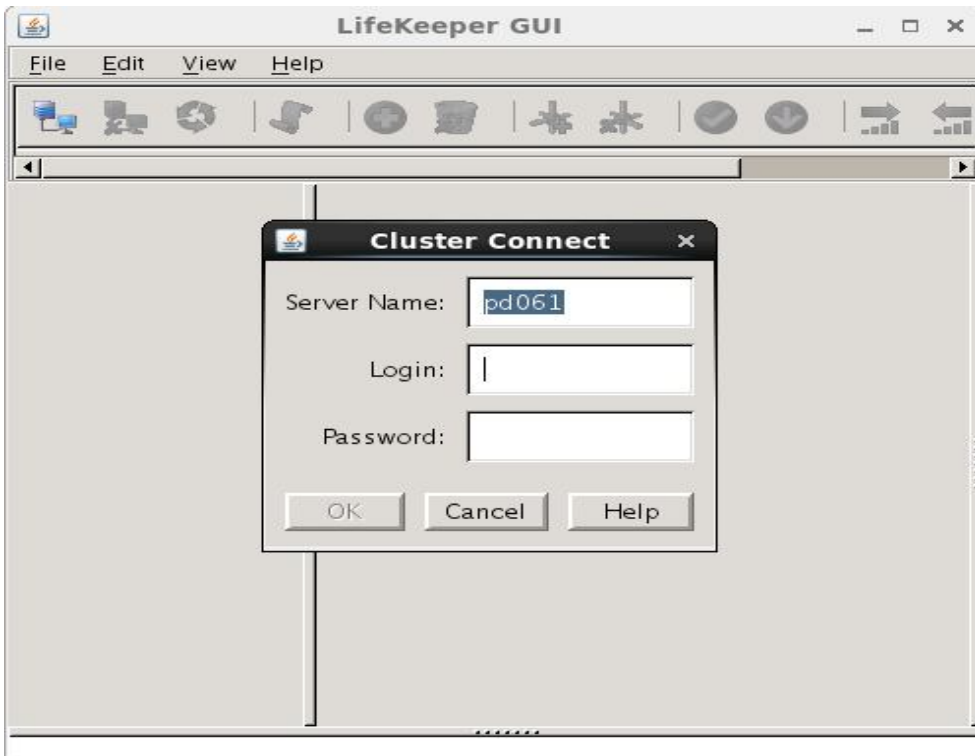 LifeKeeper GUI
File Edit View Help
Cluster Connect
Server Name: pd061
Login:
Password:
OK Cancel Help